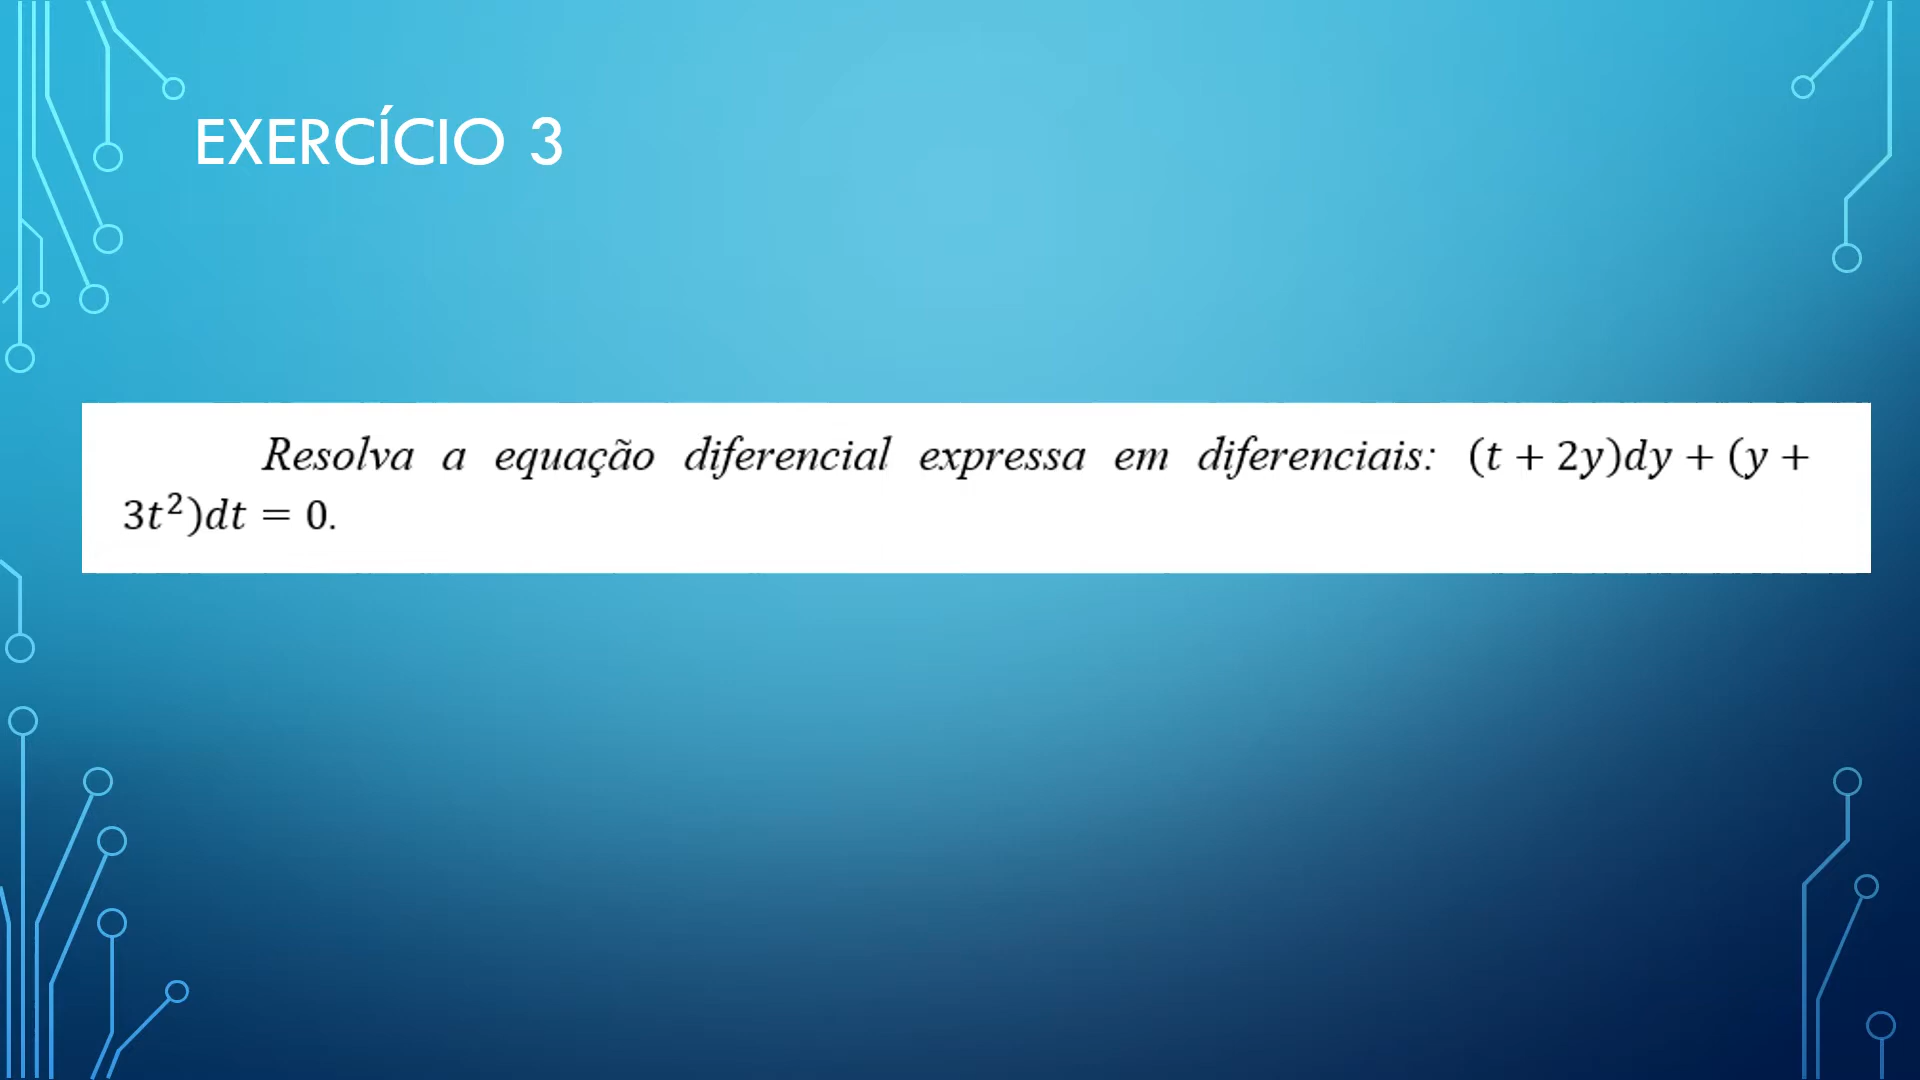 EXERCÍCIO 3
Resolva a equação diferencial expressa em diferenciais: (t + 2y)dy + (y +
3t²)dt = 0.